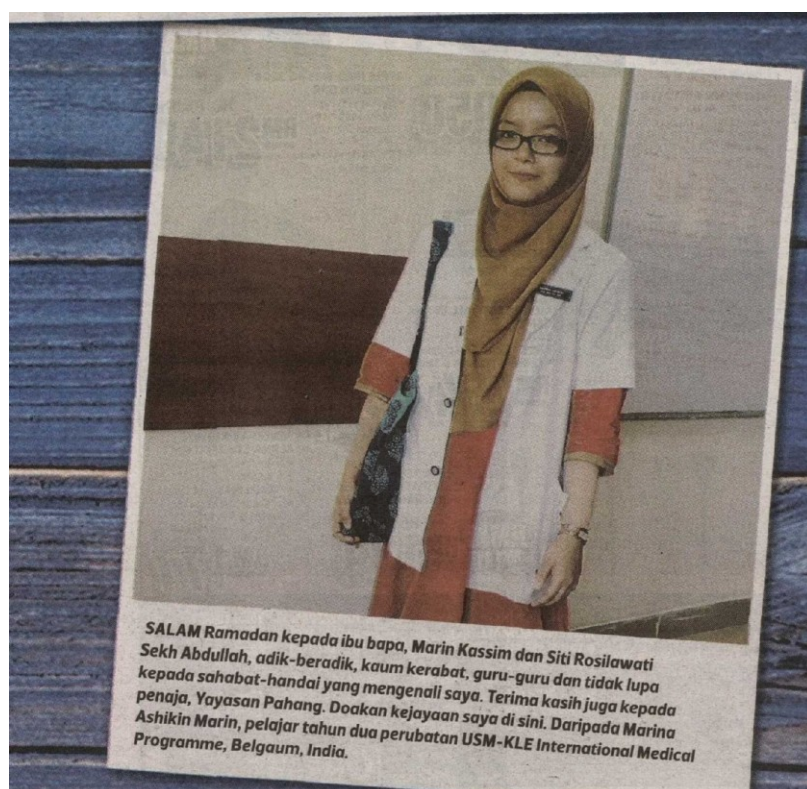 SALAM Ramadan kepada ibu bapa, Marin Kassim dan Siti Rosilawati
Sekh Abdullah, adik-beradik, kaum kerabat, guru-guru dan tidak lupa
kepada sahabat-handai yang mengenali saya. Terima kasih juga kepada
penaja, Yayasan Pahang. Doakan kejayaan saya di sini. Daripada Marina
Ashikin Marin, pelajar tahun dua perubatan USM-KLE International Medical
Programme, Belgaum, India.